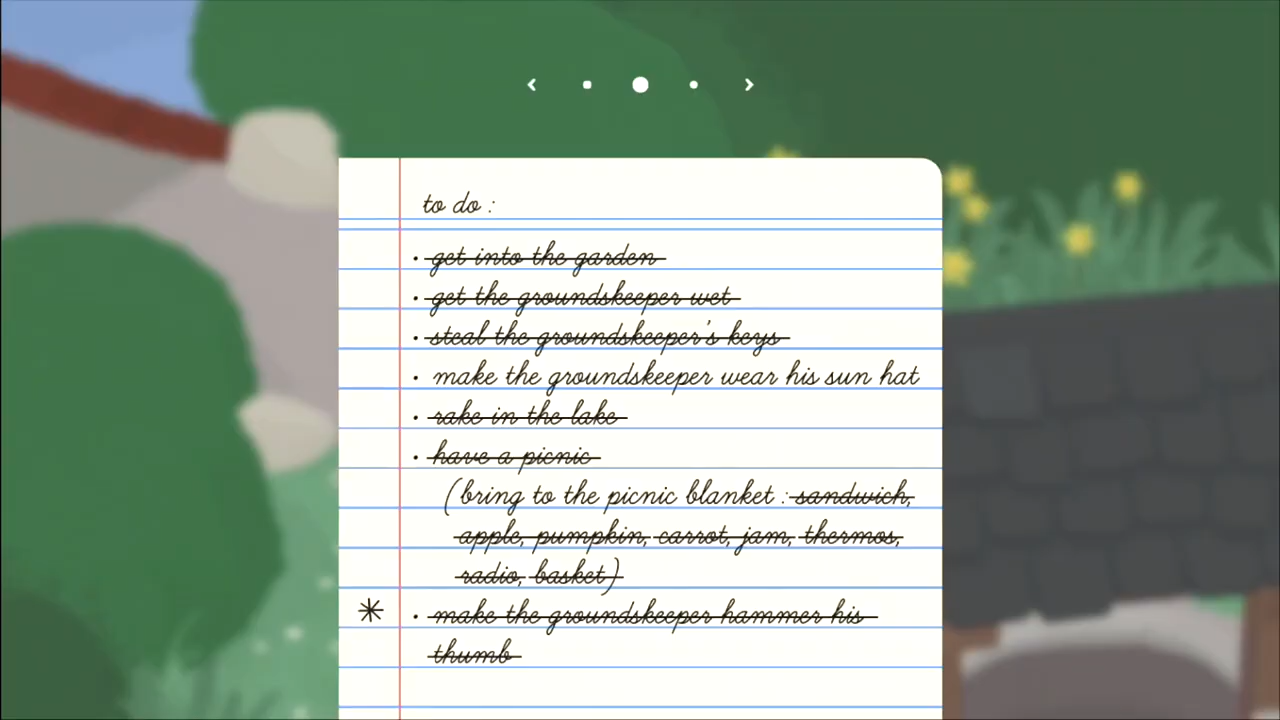 to do :
• get into the garden
• get the groundskeeper wet
• steal the groundskeeper's keys
• make the groundskeeper wear his sun hat
• rake in the lake
• have a picnic
(bring to the picnic blanket : sandwich,
apple, pumpkin, carrot, jam, thermos,
radio, basket)
• make the groundskeeper hammer his
thumb